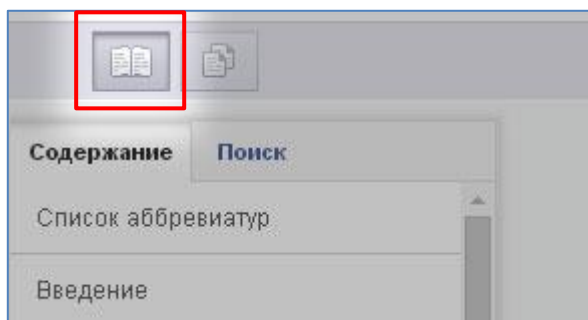 Содержание Поиск
Список аббревиатур
Введение